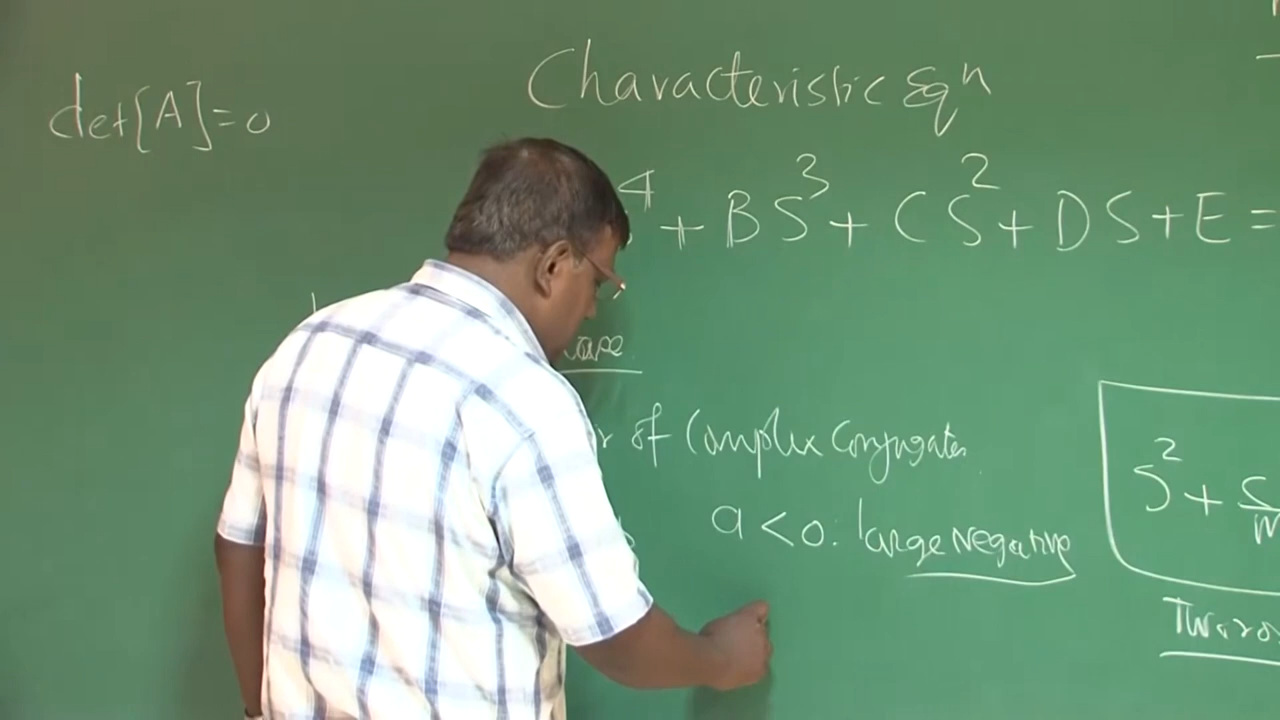 Characteristic Eqⁿ
det[A]=0
4 + BS³ + CS² + DS + E =
of Complex Conjugates
a < 0: large negative
S² +